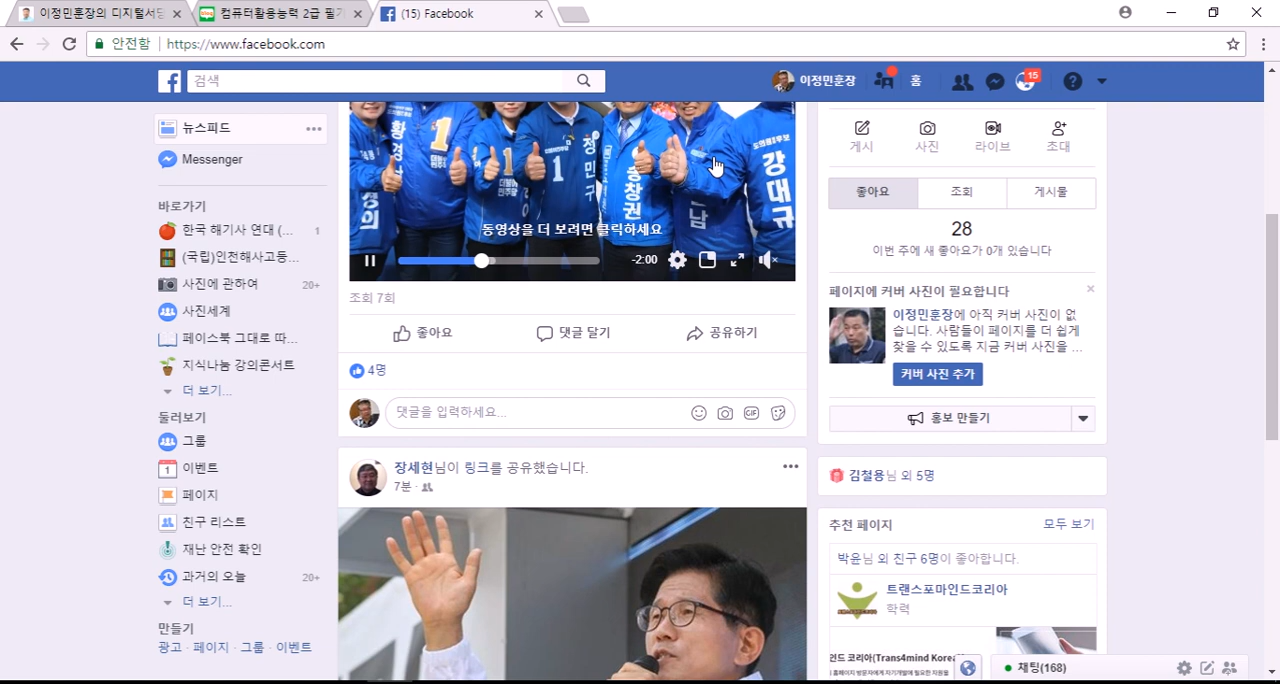 이정민훈장의 디지털서당
컴퓨터활용능력 2급 필기
(15) Facebook
안전함
https://www.facebook.com
검색
이정민훈장
홈
15
뉴스피드
Messenger
바로가기
한국 해기사 연대 (... 1
(국립)인천해사고등...
사진에 관하여 20+
사진세계
페이스북 그대로 따...
지식나눔 강의콘서트
더 보기...
둘러보기
그룹
이벤트
페이지
친구 리스트
재난 안전 확인
과거의 오늘 20+
더 보기...
만들기
광고 · 페이지 · 그룹 · 이벤트
강대규
동영상을 더 보려면 클릭하세요
-2:00
조회 7회
좋아요
댓글 달기
공유하기
4명
댓글을 입력하세요...
GIF
장세현님이 링크를 공유했습니다.
7분 ·
게시
사진
라이브
초대
좋아요
조회
게시물
28
이번 주에 새 좋아요가 0개 있습니다
페이지에 커버 사진이 필요합니다
이정민훈장에 아직 커버 사진이 없
습니다. 사람들이 페이지를 더 쉽게
찾을 수 있도록 지금 커버 사진을 ...
커버 사진 추가
홍보 만들기
김철용님 외 5명
추천 페이지
모두 보기
박윤님 외 친구 6명이 좋아합니다.
트랜스포마인드코리아
학력
인드 코리아(Trans4mind Korea
채팅(168)